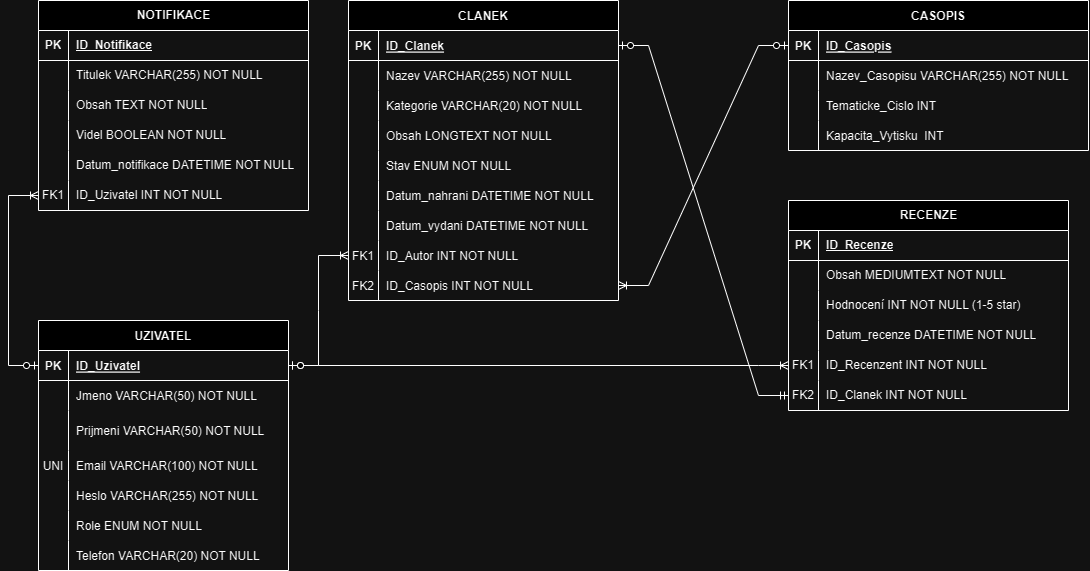 NOTIFIKACE
PK ID_Notifikace
Titulek VARCHAR(255) NOT NULL
Obsah TEXT NOT NULL
Videl BOOLEAN NOT NULL
Datum_notifikace DATETIME NOT NULL
FK1 ID_Uzivatel INT NOT NULL
CLANEK
PK ID_Clanek
Nazev VARCHAR(255) NOT NULL
Kategorie VARCHAR(20) NOT NULL
Obsah LONGTEXT NOT NULL
Stav ENUM NOT NULL
Datum_nahrani DATETIME NOT NULL
Datum_vydani DATETIME NOT NULL
FK1 ID_Autor INT NOT NULL
FK2 ID_Casopis INT NOT NULL
CASOPIS
PK ID_Casopis
Nazev_Casopisu VARCHAR(255) NOT NULL
Tematicke_Cislo INT
Kapacita_Vytisku INT
RECENZE
PK ID_Recenze
Obsah MEDIUMTEXT NOT NULL
Hodnocení INT NOT NULL (1-5 star)
Datum_recenze DATETIME NOT NULL
FK1 ID_Recenzent INT NOT NULL
FK2 ID_Clanek INT NOT NULL
UZIVATEL
PK ID_Uzivatel
Jmeno VARCHAR(50) NOT NULL
Prijmeni VARCHAR(50) NOT NULL
UNI Email VARCHAR(100) NOT NULL
Heslo VARCHAR(255) NOT NULL
Role ENUM NOT NULL
Telefon VARCHAR(20) NOT NULL